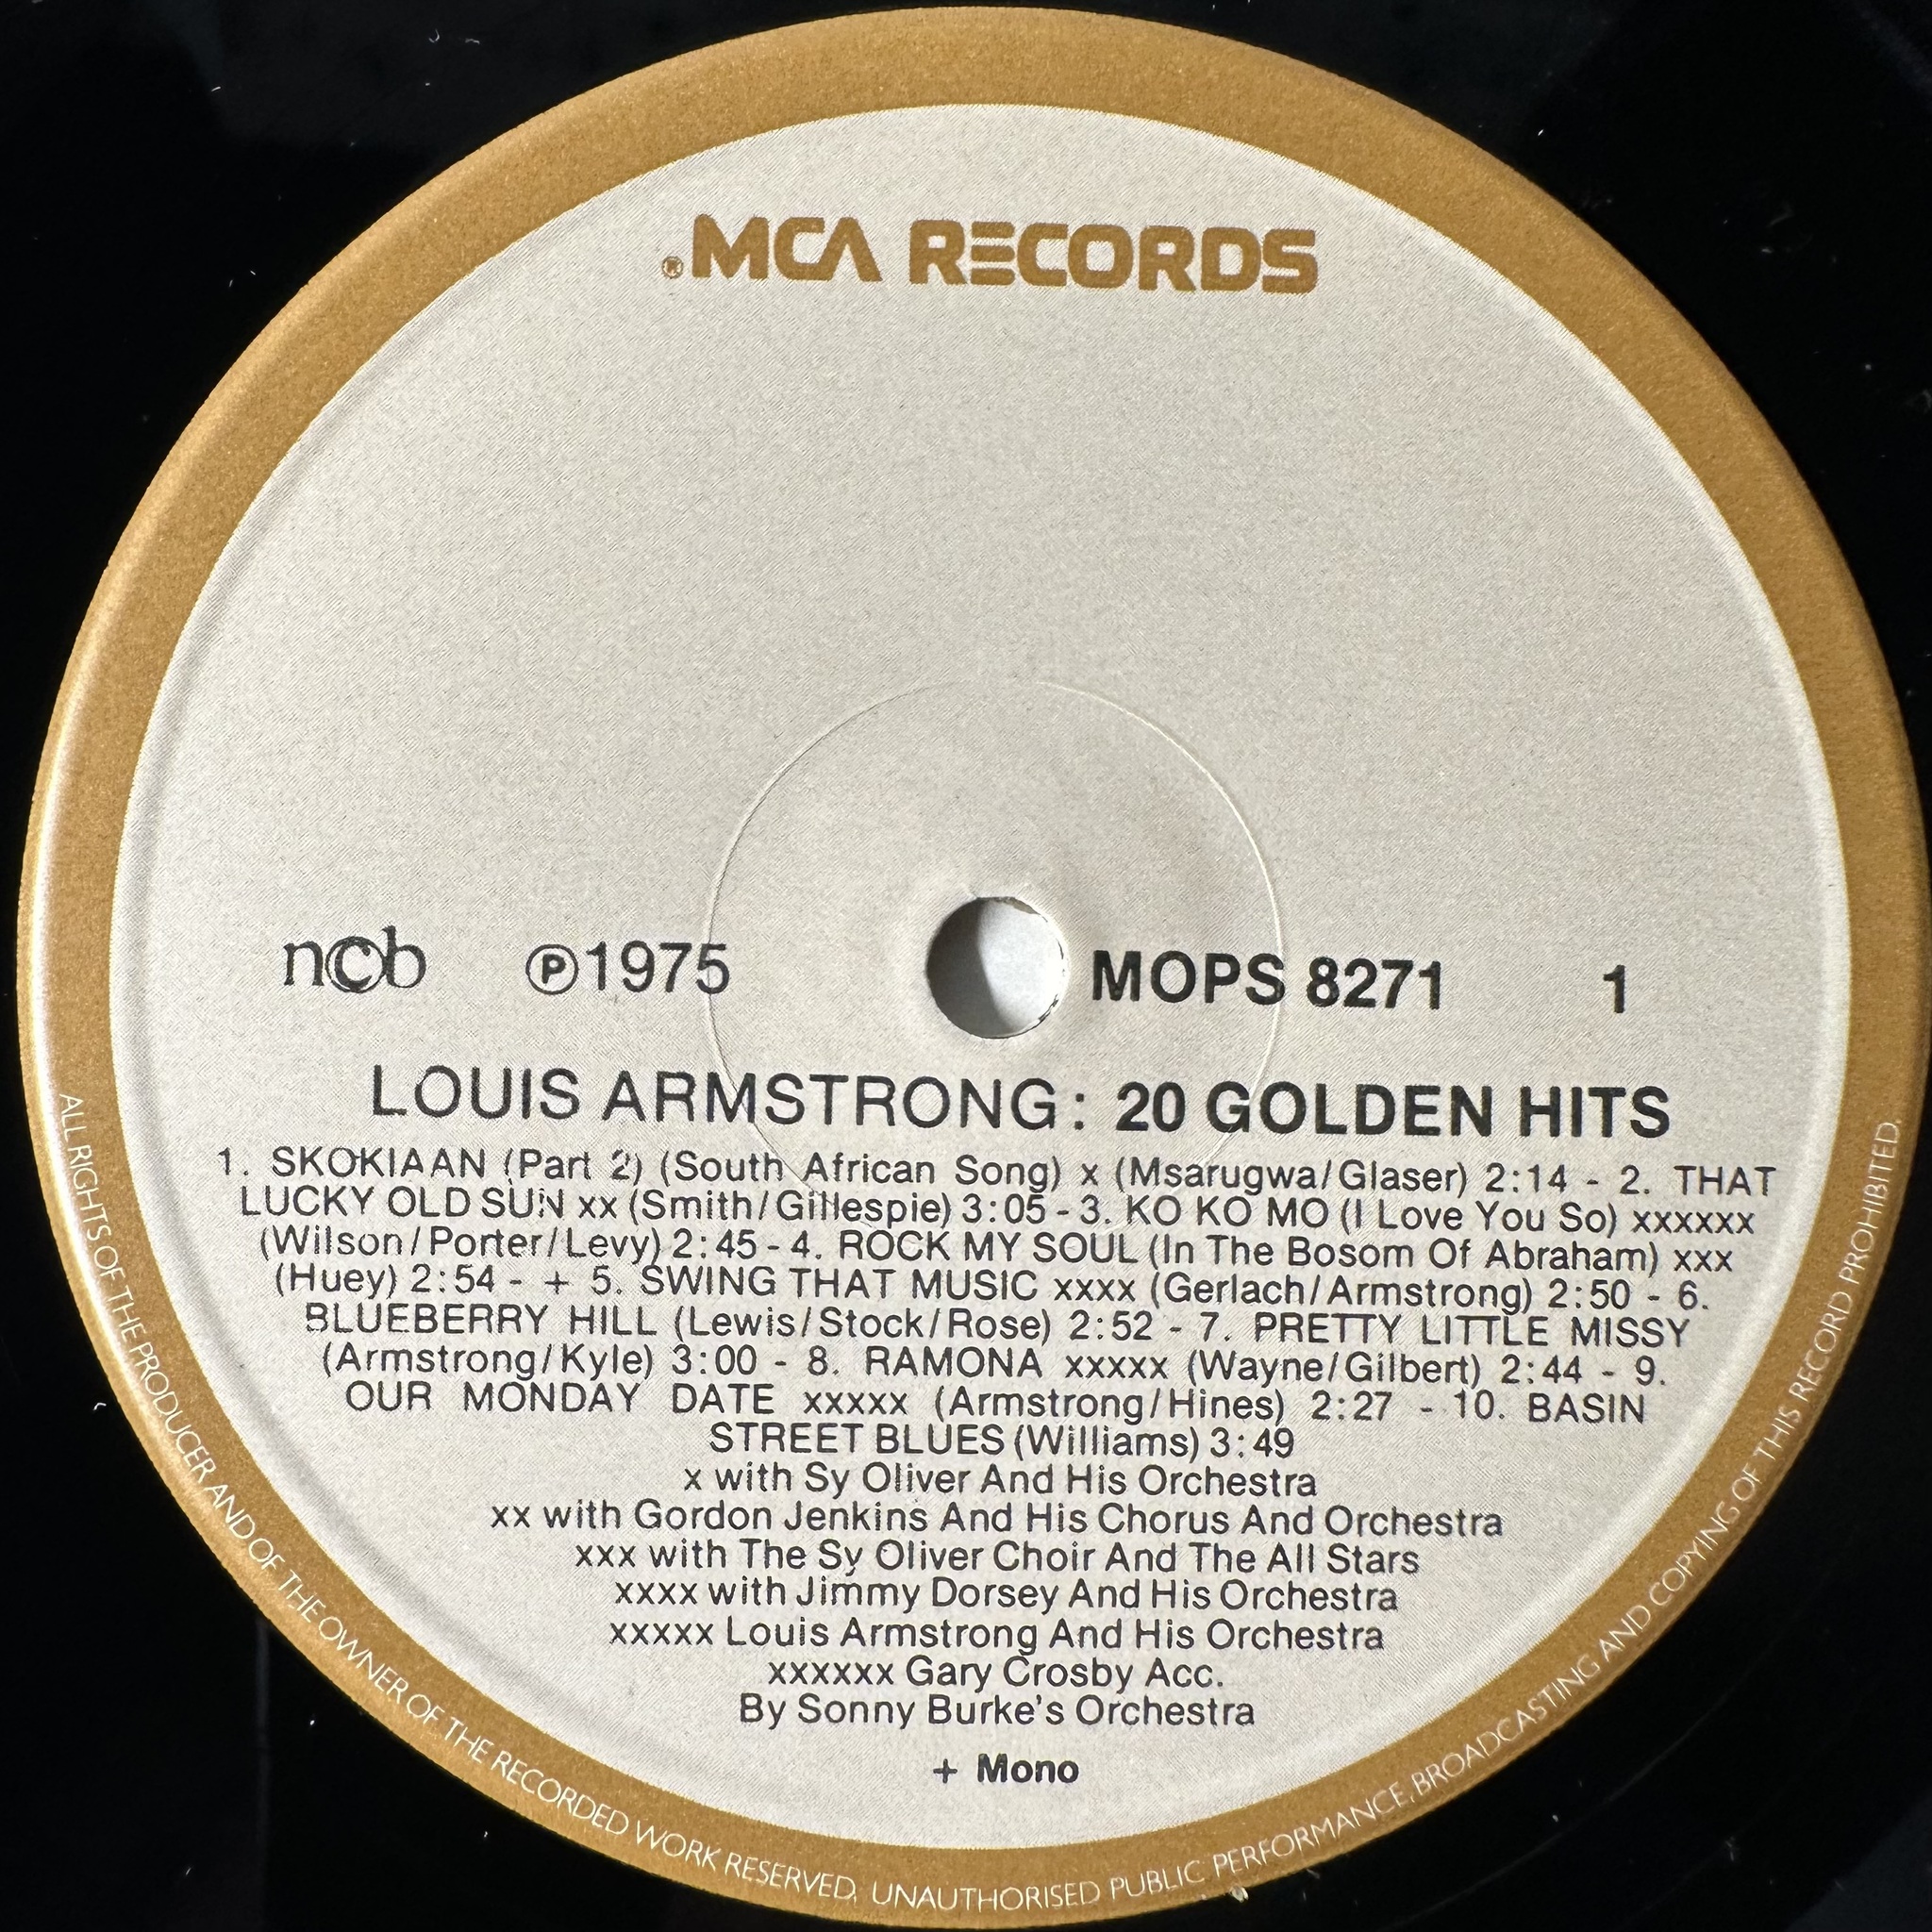 ® MCA RECORDS
ncb ℗1975 MOPS 8271 1
LOUIS ARMSTRONG: 20 GOLDEN HITS
1. SKOKIAAN (Part 2) (South African Song) x (Msarugwa/Glaser) 2:14 - 2. THAT
LUCKY OLD SUN xx (Smith/Gillespie) 3:05 - 3. KO KO MO (I Love You So) xxxxxx
(Wilson/Porter/Levy) 2:45 - 4. ROCK MY SOUL (In The Bosom Of Abraham) xxx
(Huey) 2:54 - + 5. SWING THAT MUSIC xxxx (Gerlach/Armstrong) 2:50 - 6.
BLUEBERRY HILL (Lewis/Stock/Rose) 2:52 - 7. PRETTY LITTLE MISSY
(Armstrong/Kyle) 3:00 - 8. RAMONA xxxxx (Wayne/Gilbert) 2:44 - 9.
OUR MONDAY DATE xxxxx (Armstrong/Hines) 2:27 - 10. BASIN
STREET BLUES (Williams) 3:49
x with Sy Oliver And His Orchestra
xx with Gordon Jenkins And His Chorus And Orchestra
xxx with The Sy Oliver Choir And The All Stars
xxxx with Jimmy Dorsey And His Orchestra
xxxxx Louis Armstrong And His Orchestra
xxxxxx Gary Crosby Acc.
By Sonny Burke's Orchestra
+ Mono
ALL RIGHTS OF THE PRODUCER AND OF THE OWNER OF THE RECORDED WORK RESERVED. UNAUTHORISED PUBLIC PERFORMANCE, BROADCASTING AND COPYING OF THIS RECORD PROHIBITED.